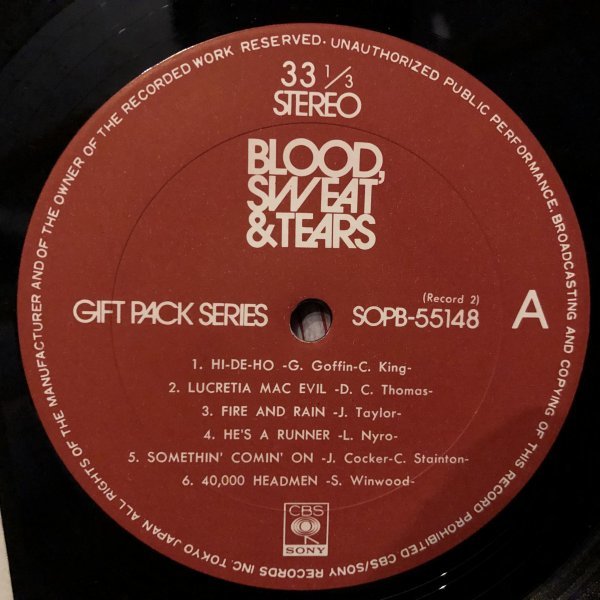 ALL RIGHTS OF THE MANUFACTURER AND OF THE OWNER OF THE RECORDED WORK RESERVED. UNAUTHORIZED PUBLIC PERFORMANCE, BROADCASTING AND COPYING OF THIS RECORD PROHIBITED CBS/SONY RECORDS INC. TOKYO JAPAN
33 1/3
STEREO
BLOOD,
SWEAT
&TEARS
(Record 2)
GIFT PACK SERIES SOPB-55148 A
1. HI-DE-HO -G. Goffin-C. King-
2. LUCRETIA MAC EVIL -D. C. Thomas-
3. FIRE AND RAIN -J. Taylor-
4. HE'S A RUNNER -L. Nyro-
5. SOMETHIN' COMIN' ON -J. Cocker-C. Stainton-
6. 40,000 HEADMEN -S. Winwood-
CBS
SONY